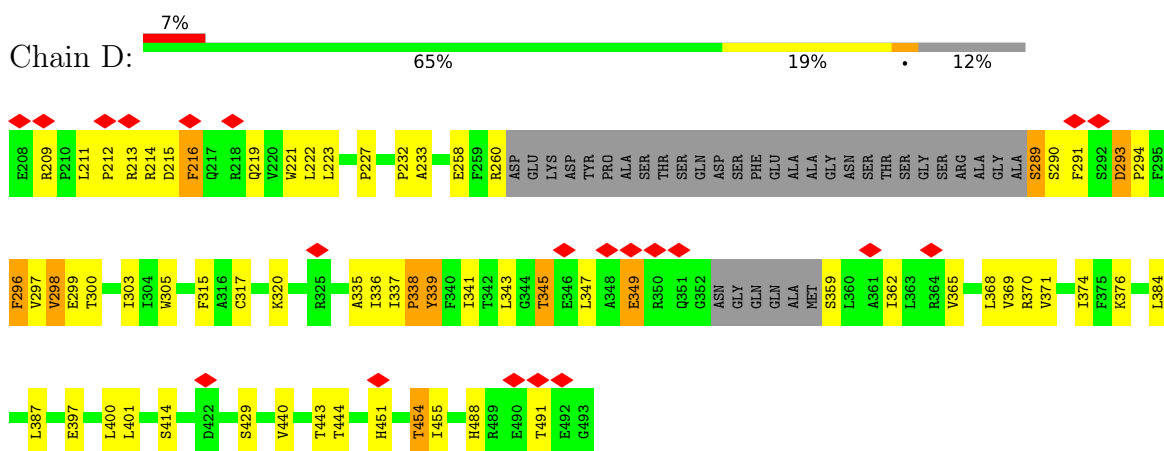 7%
Chain D:
65% 19% • 12%
E208 R209 P210 L211 P212 R213 R214 D215 F216 Q217 R218 Q219 V220 W221 L222 L223 P227 P232 A233 E258 F259 R260 ASP GLU LYS ASP TYR PRO ALA SER THR SER GLN ASP SER PHE GLU ALA ALA GLY ASN SER THR SER GLY SER ARG ALA GLY ALA S289 S290 F291 S292 D293 P294 F295
F296 V297 V298 E299 T300 I303 I304 W305 F315 A316 C317 K320 R325 A335 I336 I337 P338 Y339 F340 I341 T342 L343 G344 T345 E346 L347 A348 E349 R350 Q351 G352 ASN GLY GLN GLN ALA MET S359 L360 A361 I362 L363 R364 V365 L368 V369 R370 V371 I374 F375 K376 L384
L387 E397 L400 L401 S414 D422 S429 V440 T443 T444 H451 T454 I455 H488 R489 E490 T491 E492 G493